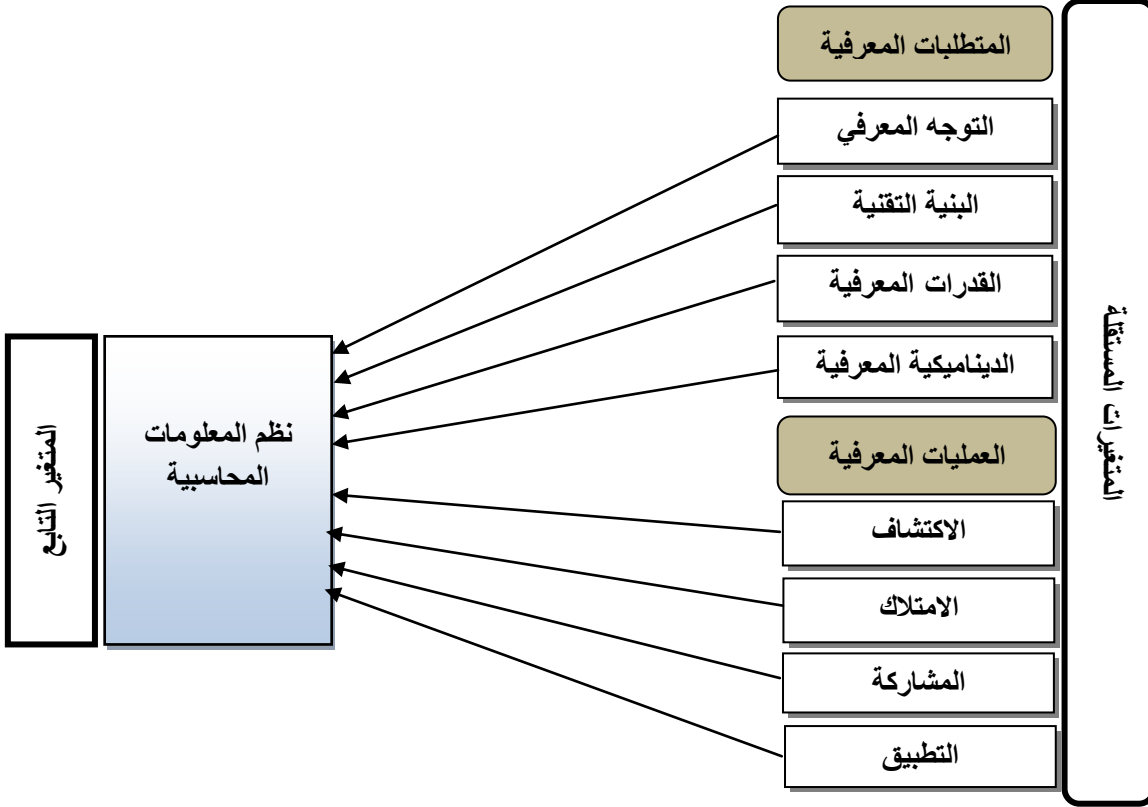 المتغيرات المستقلة
المتطلبات المعرفية
التوجه المعرفي
البنية التقنية
القدرات المعرفية
الديناميكية المعرفية
العمليات المعرفية
الاكتشاف
الامتلاك
المشاركة
التطبيق
نظم المعلومات
المحاسبية
المتغير التابع